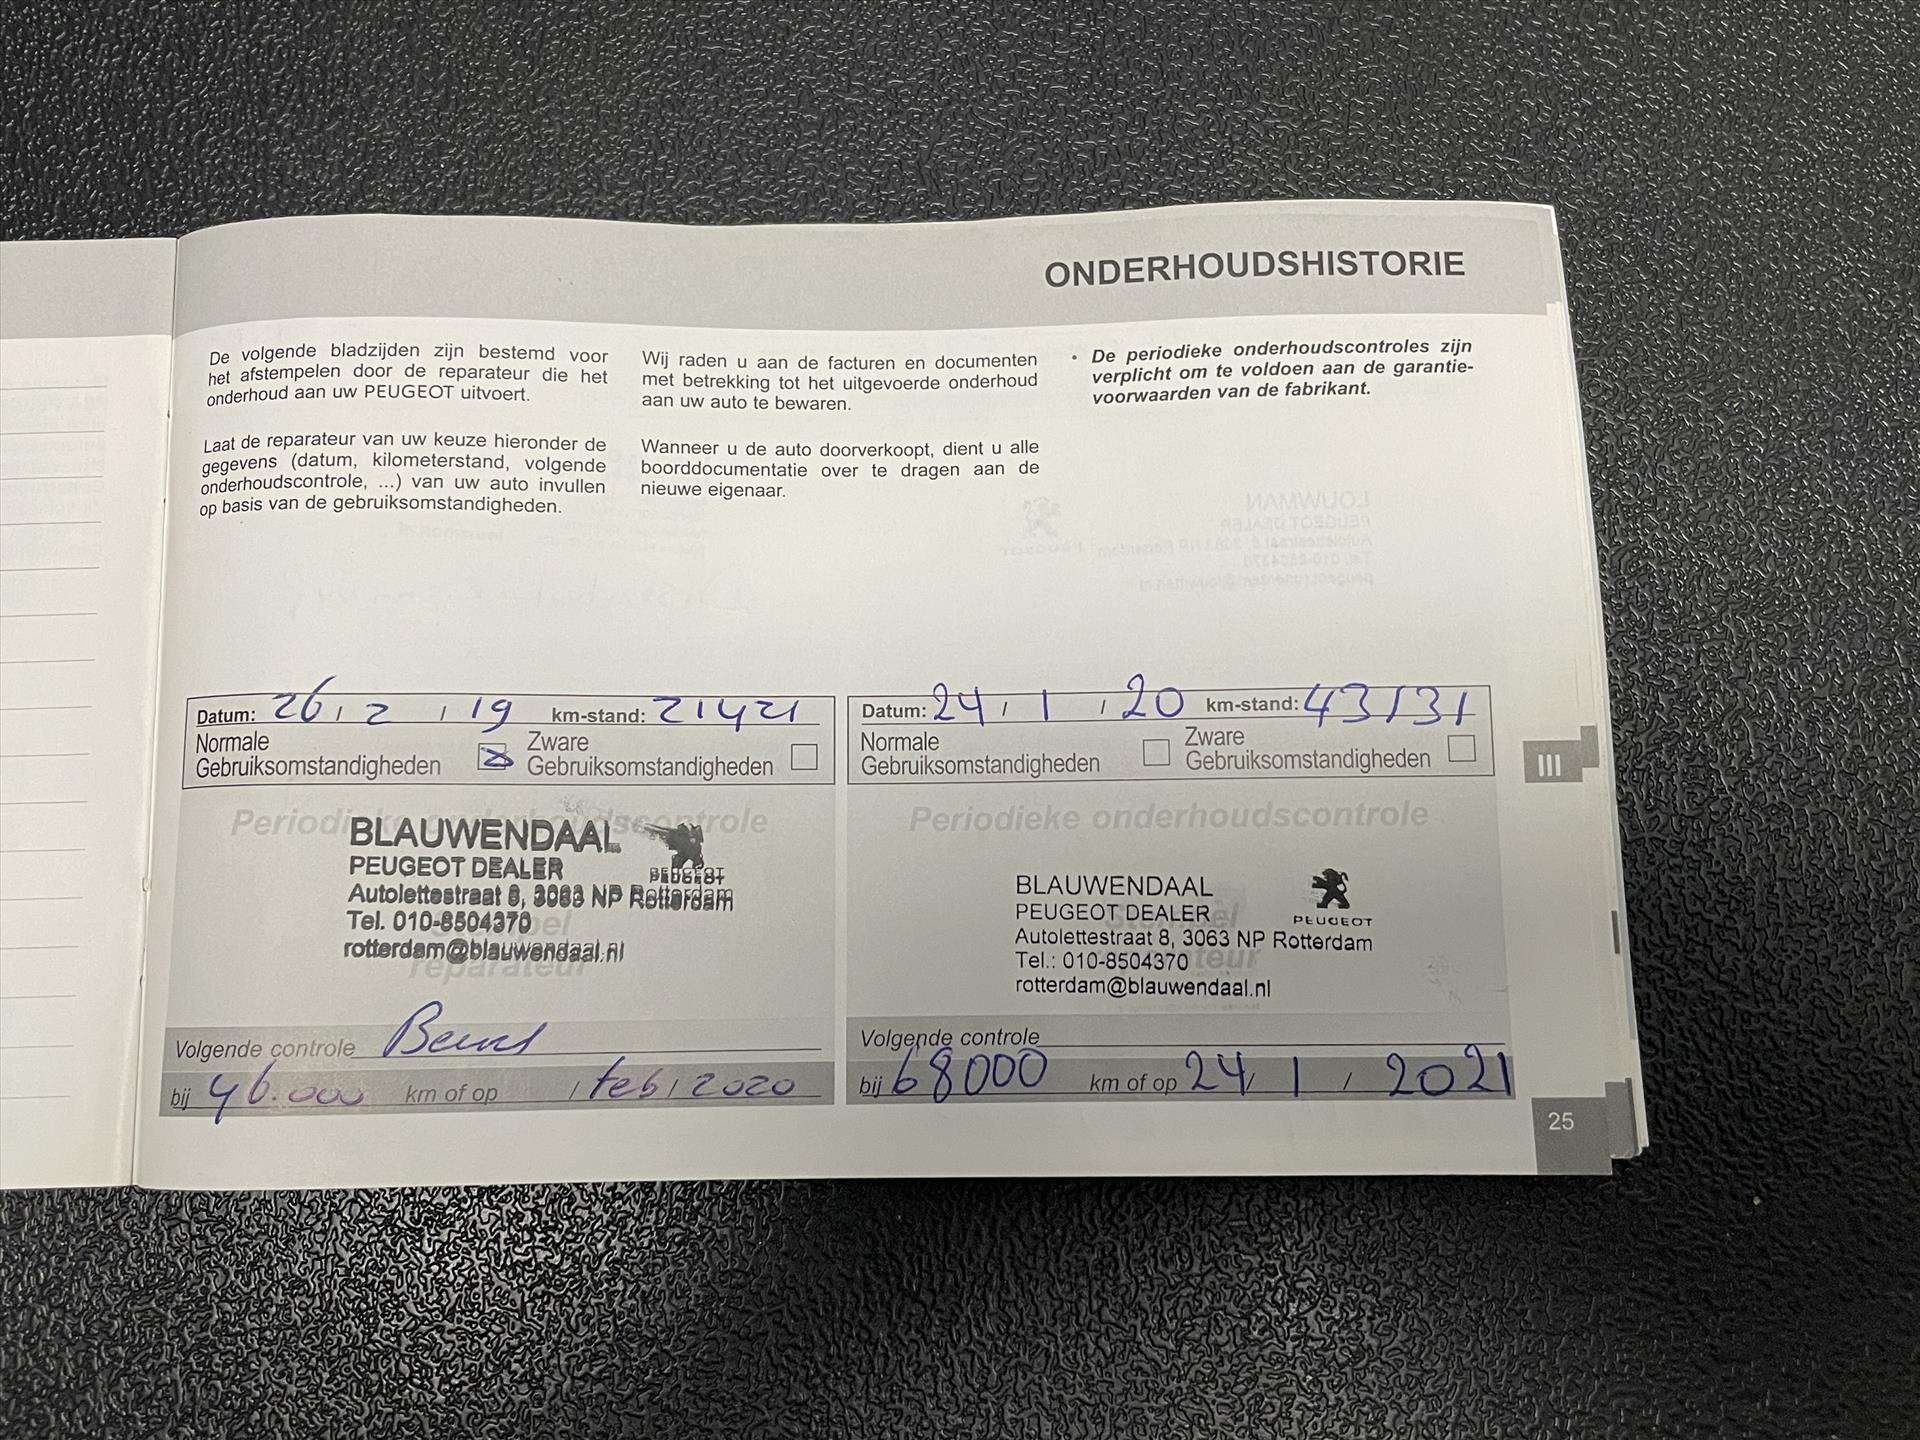 ONDERHOUDSHISTORIE
De volgende bladzijden zijn bestemd voor
het afstempelen door de reparateur die het
onderhoud aan uw PEUGEOT uitvoert.
Laat de reparateur van uw keuze hieronder de
gegevens (datum, kilometerstand, volgende
onderhoudscontrole, ...) van uw auto invullen
op basis van de gebruiksomstandigheden.
Wij raden u aan de facturen en documenten
met betrekking tot het uitgevoerde onderhoud
aan uw auto te bewaren.
Wanneer u de auto doorverkoopt, dient u alle
boorddocumentatie over te dragen aan de
nieuwe eigenaar.
• De periodieke onderhoudscontroles zijn
verplicht om te voldoen aan de garantie-
voorwaarden van de fabrikant.
Datum: 26 / 2 / 19 km-stand: 21421
Normale
Gebruiksomstandigheden
Zware
Gebruiksomstandigheden
Periodieke onderhoudscontrole
BLAUWENDAAL
PEUGEOT DEALER
PEUGEOT
Autolettestraat 8, 3063 NP Rotterdam
Tel. 010-8504370
rotterdam@blauwendaal.nl
Stempel
reparateur
Volgende controle
bij 46.000 km of op / feb / 2020
Datum: 24 / 1 / 20 km-stand: 43131
Normale
Gebruiksomstandigheden
Zware
Gebruiksomstandigheden
Periodieke onderhoudscontrole
BLAUWENDAAL
PEUGEOT DEALER
PEUGEOT
Autolettestraat 8, 3063 NP Rotterdam
Tel.: 010-8504370
rotterdam@blauwendaal.nl
Stempel
reparateur
Volgende controle
bij 68000 km of op 24 / 1 / 2021
III
25